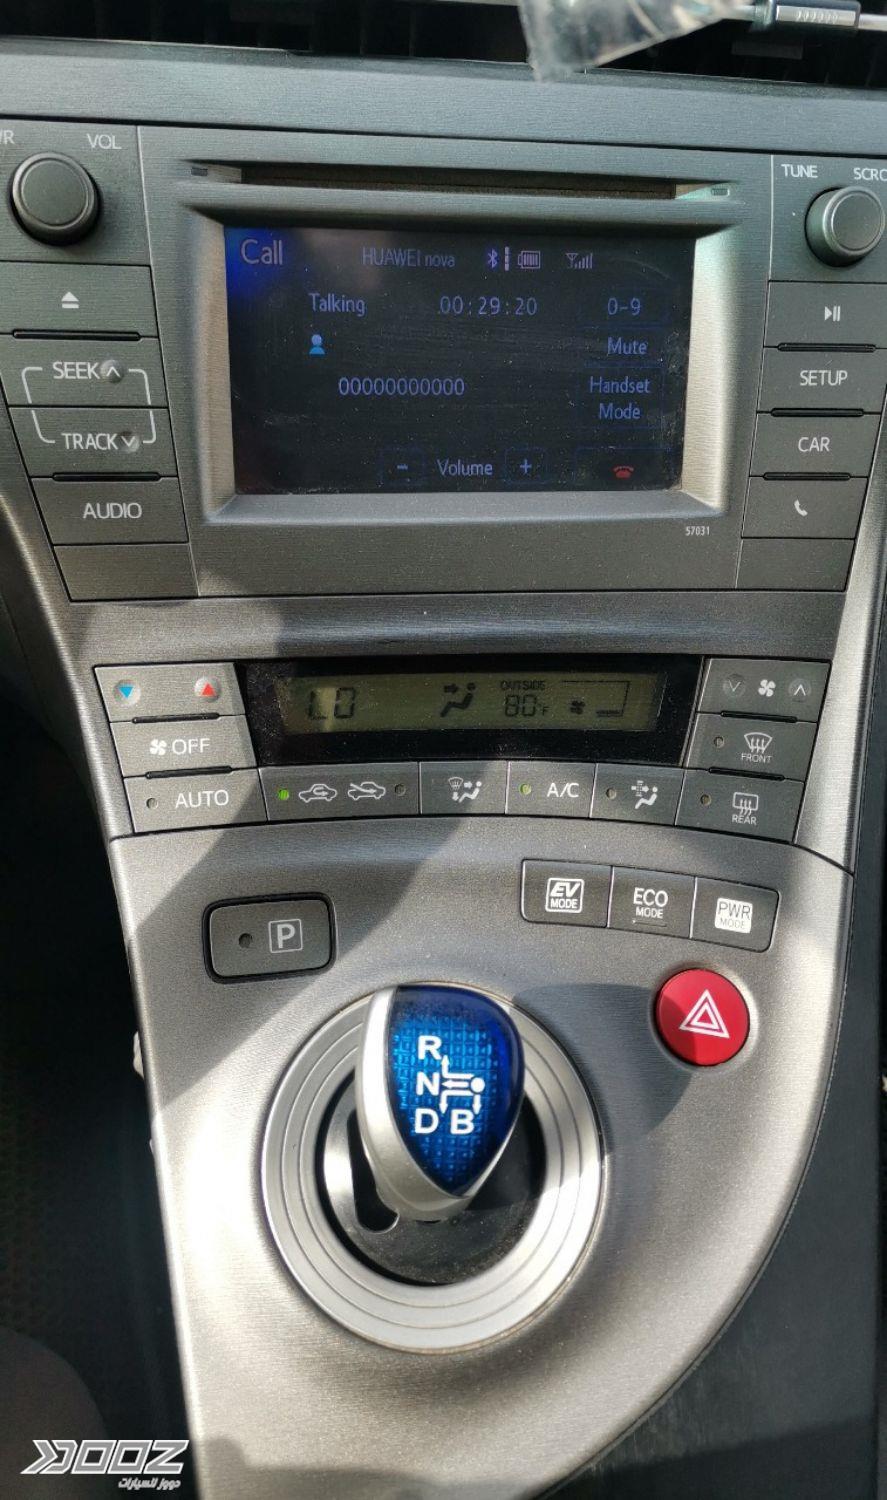 VOL
TUNE
SCRO
Call
HUAWEI nova
Talking
00:29:20
0-9
Mute
00000000000
Handset
Mode
- Volume +
SEEK
TRACK
AUDIO
SETUP
CAR
57031
LO
OUTSIDE
80°F
OFF
FRONT
AUTO
A/C
REAR
EV
MODE
ECO
MODE
PWR
MODE
P
R
N
D B
DOOZ
دووز للسيارات